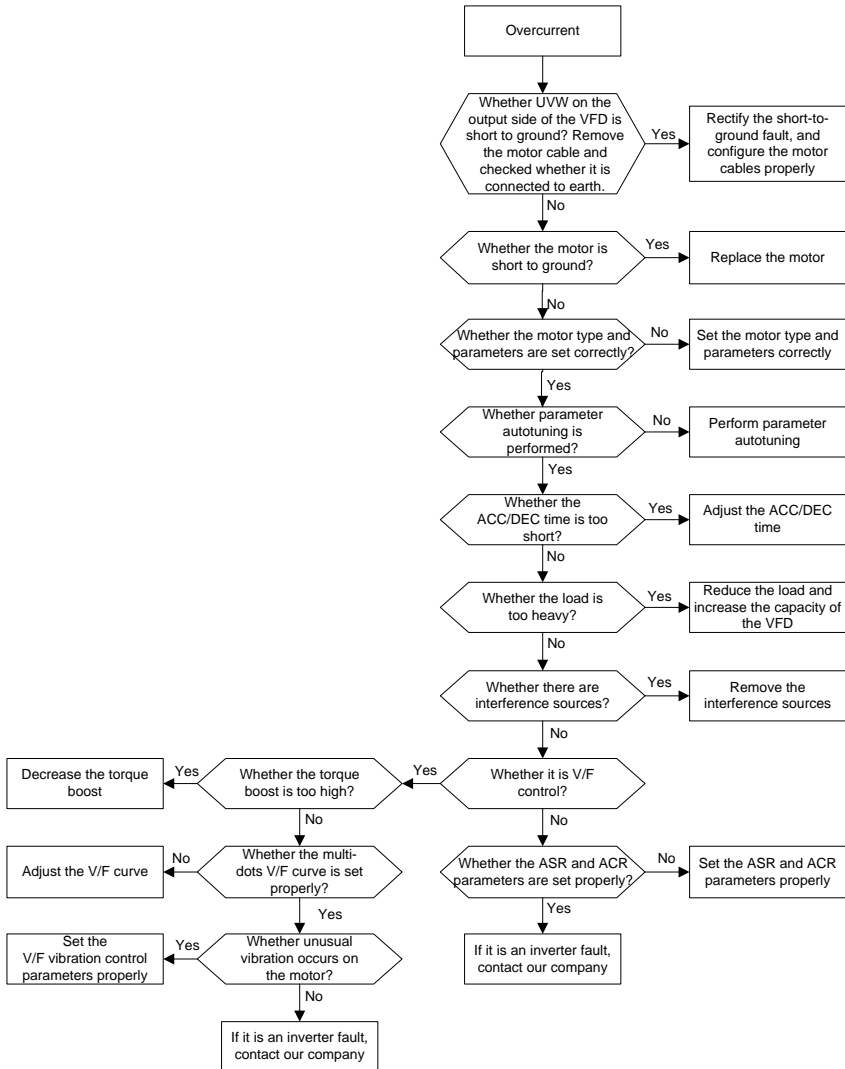 Overcurrent
Whether UVW on the
output side of the VFD is
short to ground? Remove
the motor cable and
checked whether it is
connected to earth.
Yes
Rectify the short-to-
ground fault, and
configure the motor
cables properly
No
Whether the motor is
short to ground?
Yes
Replace the motor
No
Whether the motor type and
parameters are set correctly?
No
Set the motor type and
parameters correctly
Yes
Whether parameter
autotuning is
performed?
No
Perform parameter
autotuning
Yes
Whether the
ACC/DEC time is too
short?
Yes
Adjust the ACC/DEC
time
No
Whether the load is
too heavy?
Yes
Reduce the load and
increase the capacity of
the VFD
No
Whether there are
interference sources?
Yes
Remove the
interference sources
No
Whether it is V/F
control?
Yes
Whether the torque
boost is too high?
Yes
Decrease the torque
boost
No
Whether the multi-
dots V/F curve is set
properly?
No
Adjust the V/F curve
Yes
Whether unusual
vibration occurs on
the motor?
Yes
Set the
V/F vibration control
parameters properly
No
If it is an inverter fault,
contact our company
No
Whether the ASR and ACR
parameters are set properly?
No
Set the ASR and ACR
parameters properly
Yes
If it is an inverter fault,
contact our company